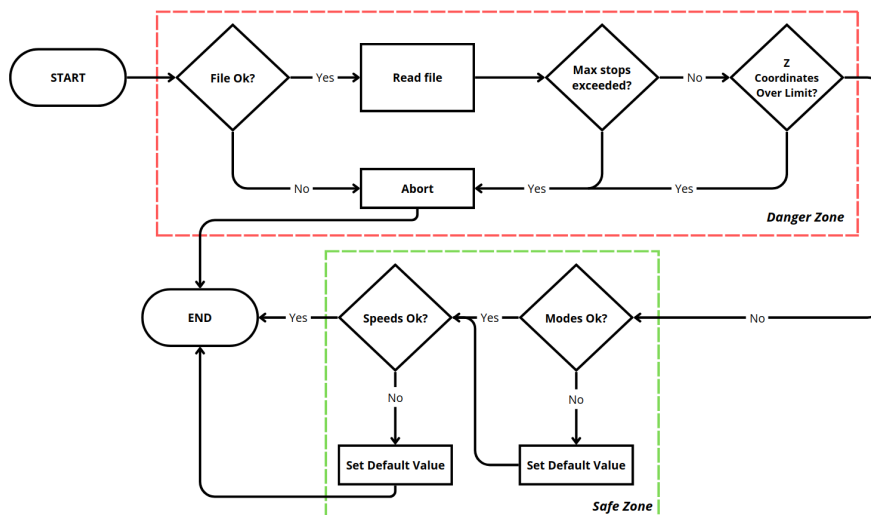 START
File Ok?
Yes
Read file
Max stops
exceeded?
No
Z
Coordinates
Over Limit?
No
Abort
Yes
Yes
Danger Zone
END
Yes
Speeds Ok?
Yes
Modes Ok?
No
No
No
Set Default Value
Set Default Value
Safe Zone